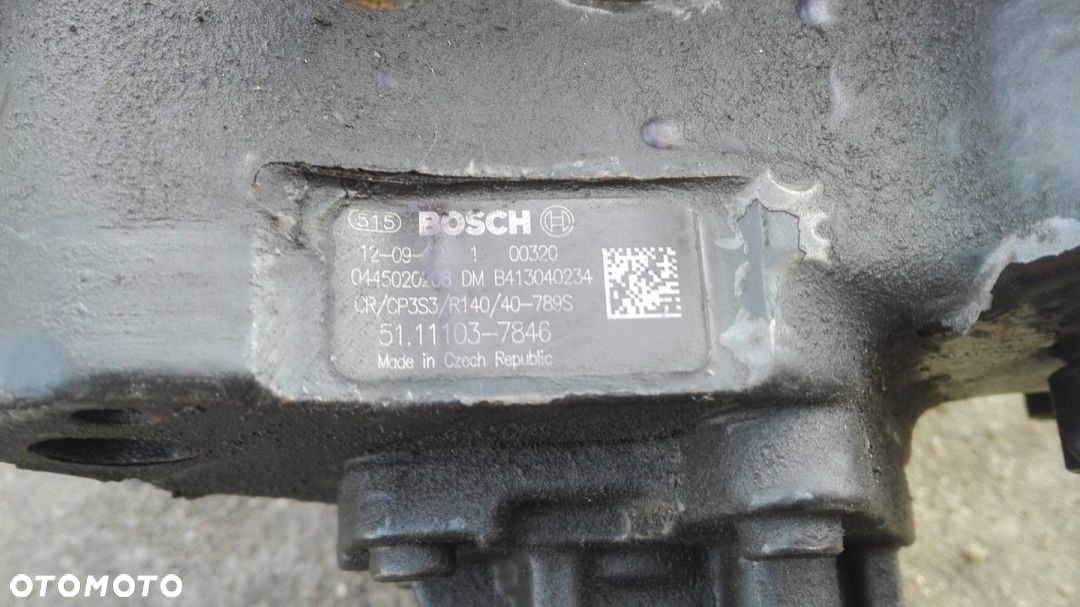 515 BOSCH
12-09- 1 00320
0445020208 DM B413040234
CR/CP3S3/R140/40-789S
51.11103-7846
Made in Czech Republic
OTOMOTO